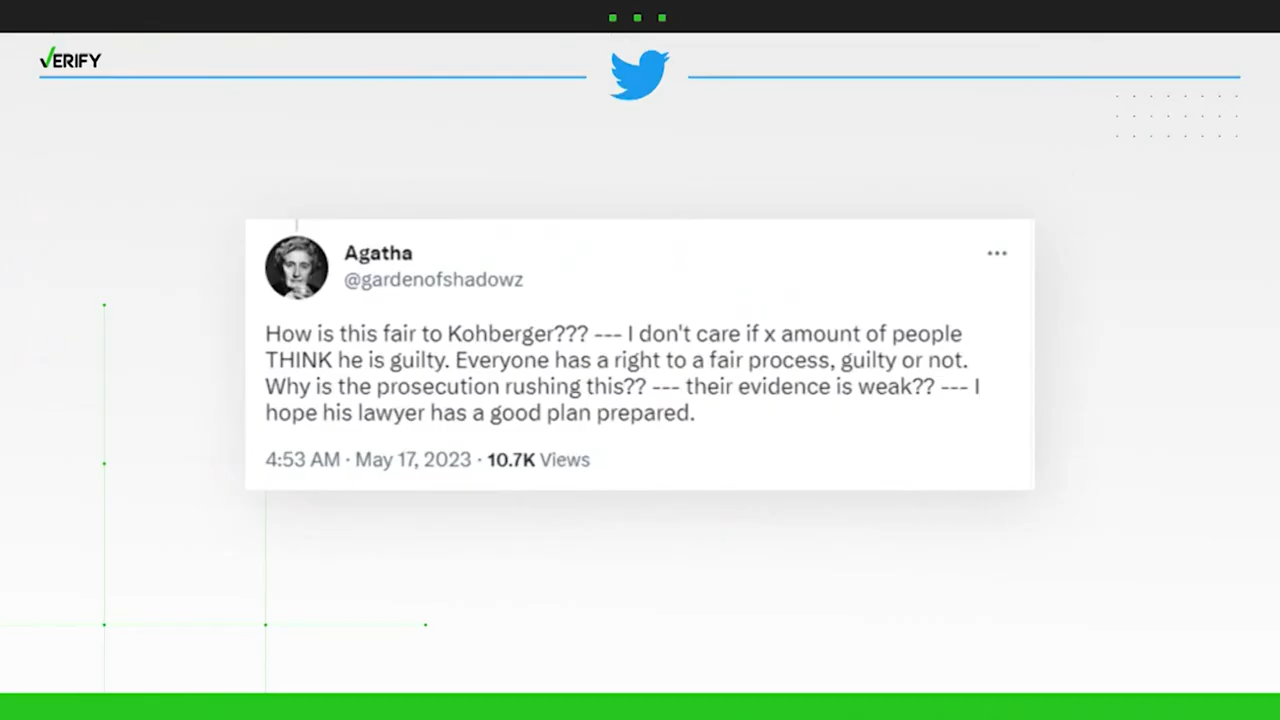 VERIFY
Agatha
@gardenofshadowz
How is this fair to Kohberger??? --- I don't care if x amount of people
THINK he is guilty. Everyone has a right to a fair process, guilty or not.
Why is the prosecution rushing this?? --- their evidence is weak?? --- I
hope his lawyer has a good plan prepared.
4:53 AM · May 17, 2023 · 10.7K Views